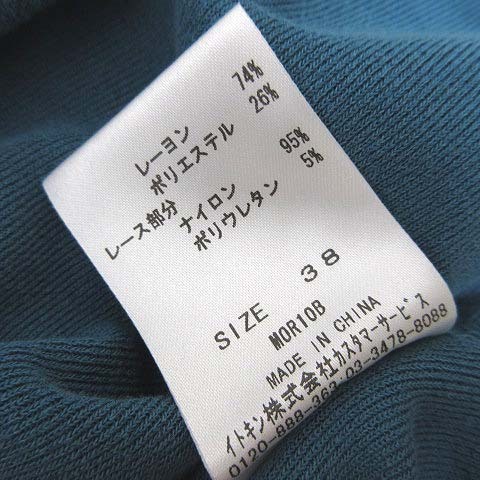 レーヨン 74%
ポリエステル 26%
レース部分
ナイロン 95%
ポリウレタン 5%
SIZE 38
MOR10B
MADE IN CHINA
イトキン株式会社カスタマーサービス
0120-888-363:03-3478-8088